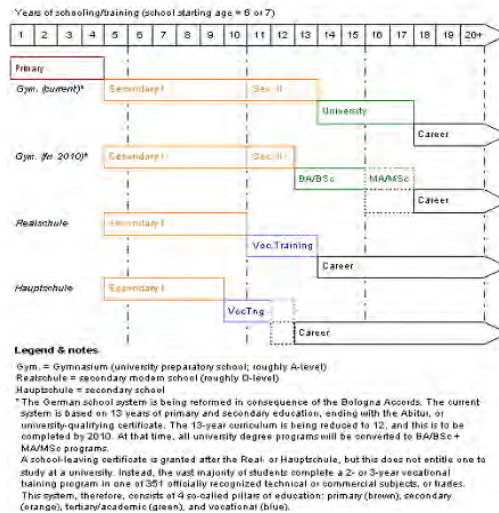 Years of schooling/training (school starting age = 6 or 7)
1 2 3 4 5 6 7 8 9 10 11 12 13 14 15 16 17 18 19 20+
Primary
Gym. (current)* Secondary I Sec. II
University
Career
Gym. (fm 2010)* Secondary I Sec. II
BA/BSc MA/MSc
Career
Realschule Secondary I
Voc.Training
Career
Hauptschule Secondary I
VocTng
Career
Legend & notes
Gym. = Gymnasium (university preparatory school; roughly A-level)
Realschule = secondary modern school (roughly O-level)
Hauptschule = secondary school
* The German school system is being reformed in consequence of the Bologna Accords. The current
system is based on 13 years of primary and secondary education, ending with the Abitur, or
university-qualifying certificate. The 13-year curriculum is being reduced to 12, and this is to be
completed by 2010. At that time, all university degree programs will be converted to BA/BSc +
MA/MSc programs.
A school-leaving certificate is granted after the Real- or Hauptschule, but this does not entitle one to
study at a university. Instead, the vast majority of students complete a 2- or 3-year vocational
training program in one of 351 officially recognized technical or commercial subjects, or trades.
This system, therefore, consists of 4 so-called pillars of education: primary (brown), secondary
(orange), tertiary/academic (green), and vocational (blue).